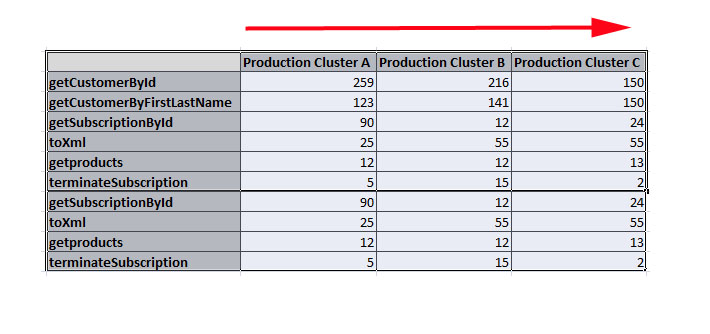 Production Cluster A Production Cluster B Production Cluster C
getCustomerById 259 216 150
getCustomerByFirstLastName 123 141 150
getSubscriptionById 90 12 24
toXml 25 55 55
getproducts 12 12 13
terminateSubscription 5 15 2
getSubscriptionById 90 12 24
toXml 25 55 55
getproducts 12 12 13
terminateSubscription 5 15 2